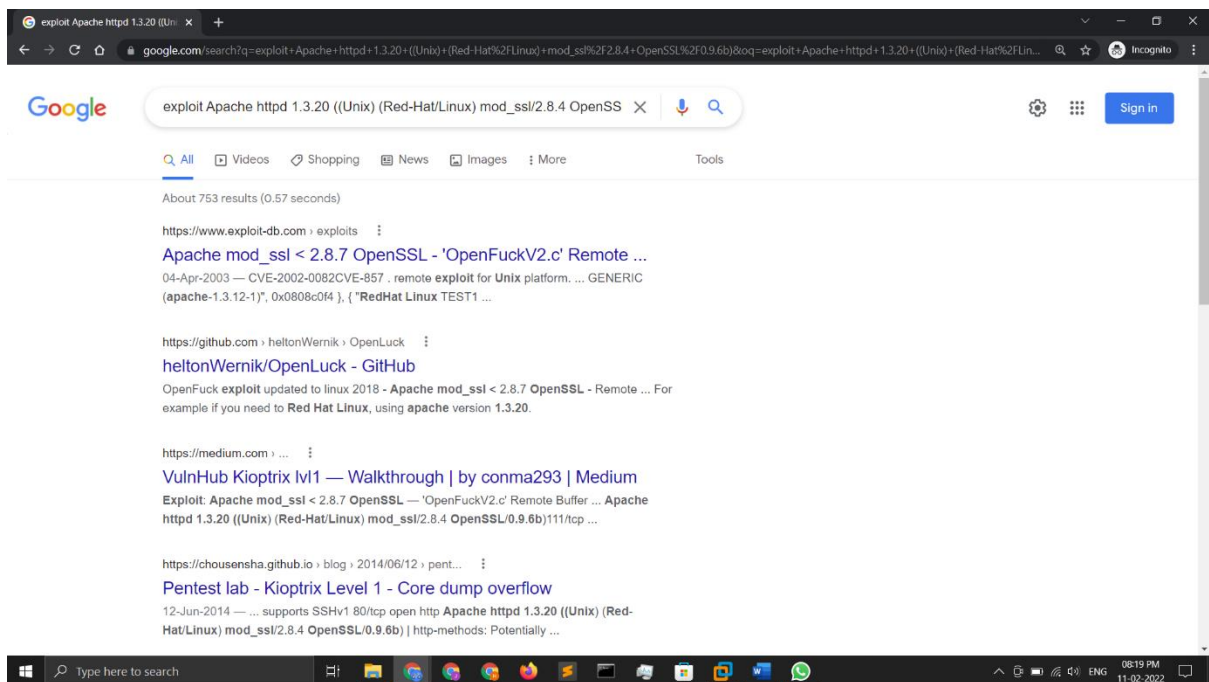 exploit Apache httpd 1.3.20 ((Uni
google.com/search?q=exploit+Apache+httpd+1.3.20+((Unix)+(Red-Hat%2FLinux)+mod_ssl%2F2.8.4+OpenSSL%2F0.9.6b)&oq=exploit+Apache+httpd+1.3.20+((Unix)+(Red-Hat%2FLin...
Incognito
Google
exploit Apache httpd 1.3.20 ((Unix) (Red-Hat/Linux) mod_ssl/2.8.4 OpenSS
Sign in
All Videos Shopping News Images More Tools
About 753 results (0.57 seconds)
https://www.exploit-db.com › exploits
Apache mod_ssl < 2.8.7 OpenSSL - 'OpenFuckV2.c' Remote ...
04-Apr-2003 — CVE-2002-0082CVE-857 . remote exploit for Unix platform. ... GENERIC
(apache-1.3.12-1)", 0x0808c0f4 }, { "RedHat Linux TEST1 ...
https://github.com › heltonWernik › OpenLuck
heltonWernik/OpenLuck - GitHub
OpenFuck exploit updated to linux 2018 - Apache mod_ssl < 2.8.7 OpenSSL - Remote ... For
example if you need to Red Hat Linux, using apache version 1.3.20.
https://medium.com › ...
VulnHub Kioptrix lvl1 — Walkthrough | by conma293 | Medium
Exploit: Apache mod_ssl < 2.8.7 OpenSSL — 'OpenFuckV2.c' Remote Buffer ... Apache
httpd 1.3.20 ((Unix) (Red-Hat/Linux) mod_ssl/2.8.4 OpenSSL/0.9.6b)111/tcp ...
https://chousensha.github.io › blog › 2014/06/12 › pent...
Pentest lab - Kioptrix Level 1 - Core dump overflow
12-Jun-2014 — ... supports SSHv1 80/tcp open http Apache httpd 1.3.20 ((Unix) (Red-
Hat/Linux) mod_ssl/2.8.4 OpenSSL/0.9.6b) | http-methods: Potentially ...
Type here to search
ENG
08:19 PM
11-02-2022